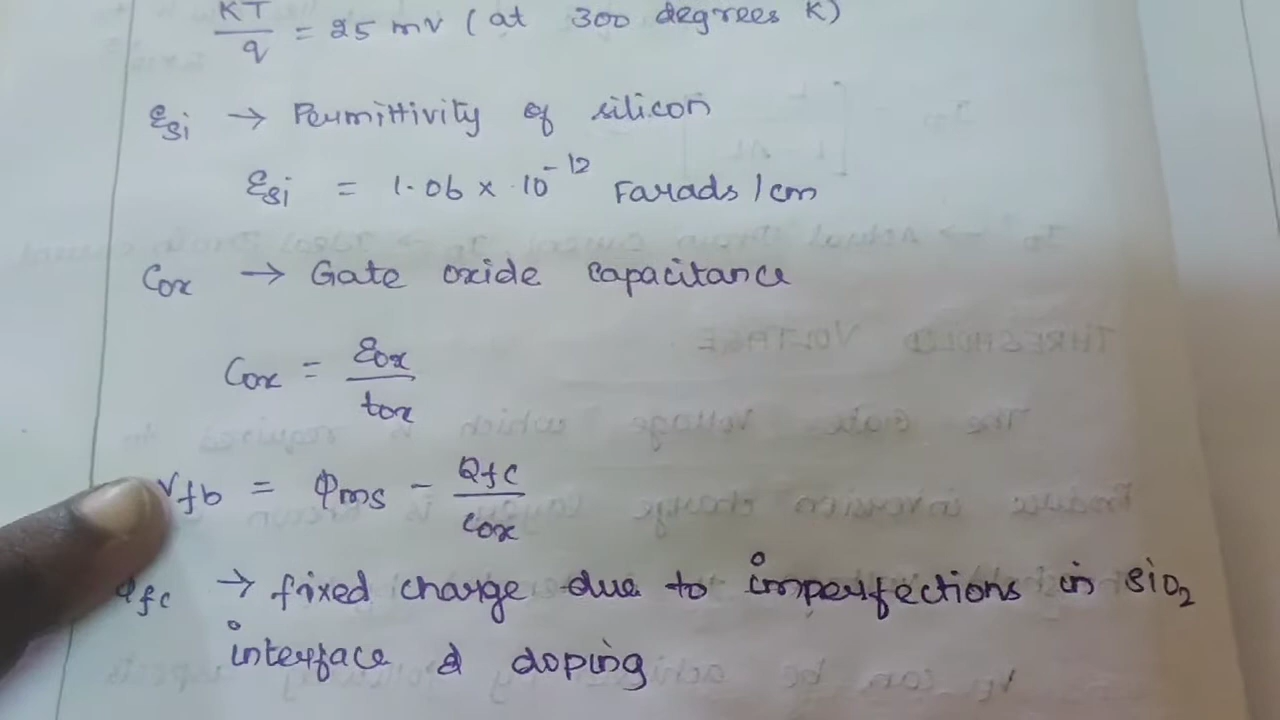 KT/q = 25 mv (at 300 degrees K)
εsi → Permittivity of silicon
εsi = 1.06 × 10^-12 Farads/cm
Cox → Gate oxide capacitance
Cox = εox/tox
Vfb = φms - Qfc/Cox
Qfc → fixed charge due to imperfections in SiO2
interface & doping